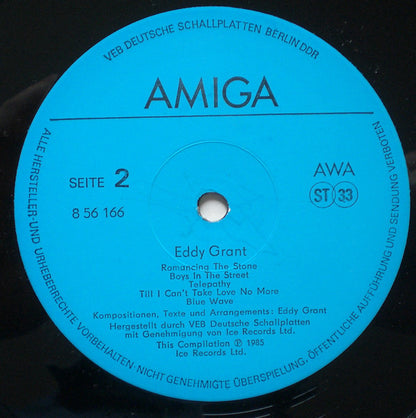 VEB DEUTSCHE SCHALLPLATTEN BERLIN DDR
AMIGA
SEITE 2
8 56 166
AWA
ST 33
Eddy Grant
Romancing The Stone
Boys In The Street
Telepathy
Till I Can't Take Love No More
Blue Wave
Kompositionen, Texte und Arrangements: Eddy Grant
Hergestellt durch VEB Deutsche Schallplatten
mit Genehmigung von Ice Records Ltd.
This Compilation ℗ 1985
Ice Records Ltd.
ALLE HERSTELLER- UND URHEBERRECHTE VORBEHALTEN · NICHT GENEHMIGTE ÜBERSPIELUNG, ÖFFENTLICHE AUFFÜHRUNG UND SENDUNG VERBOTEN